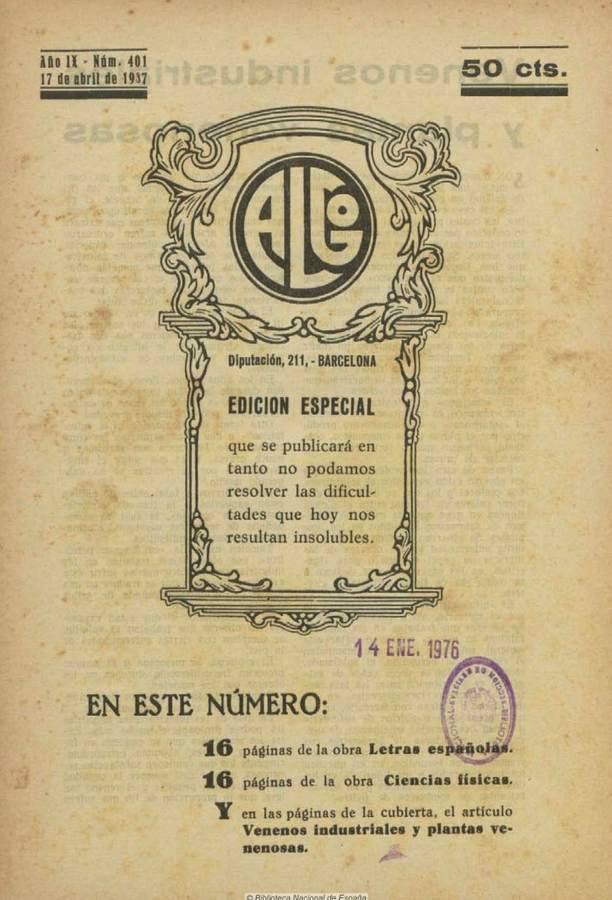 Año IX - Núm. 401
17 de abril de 1937
50 cts.
ALGO
Diputación, 211, - BARCELONA
EDICION ESPECIAL
que se publicará en
tanto no podamos
resolver las dificul-
tades que hoy nos
resultan insolubles.
14 ENE. 1976
EN ESTE NÚMERO:
16 páginas de la obra Letras españolas.
16 páginas de la obra Ciencias físicas.
Y en las páginas de la cubierta, el artículo
Venenos industriales y plantas ve-
nenosas.
© Biblioteca Nacional de España